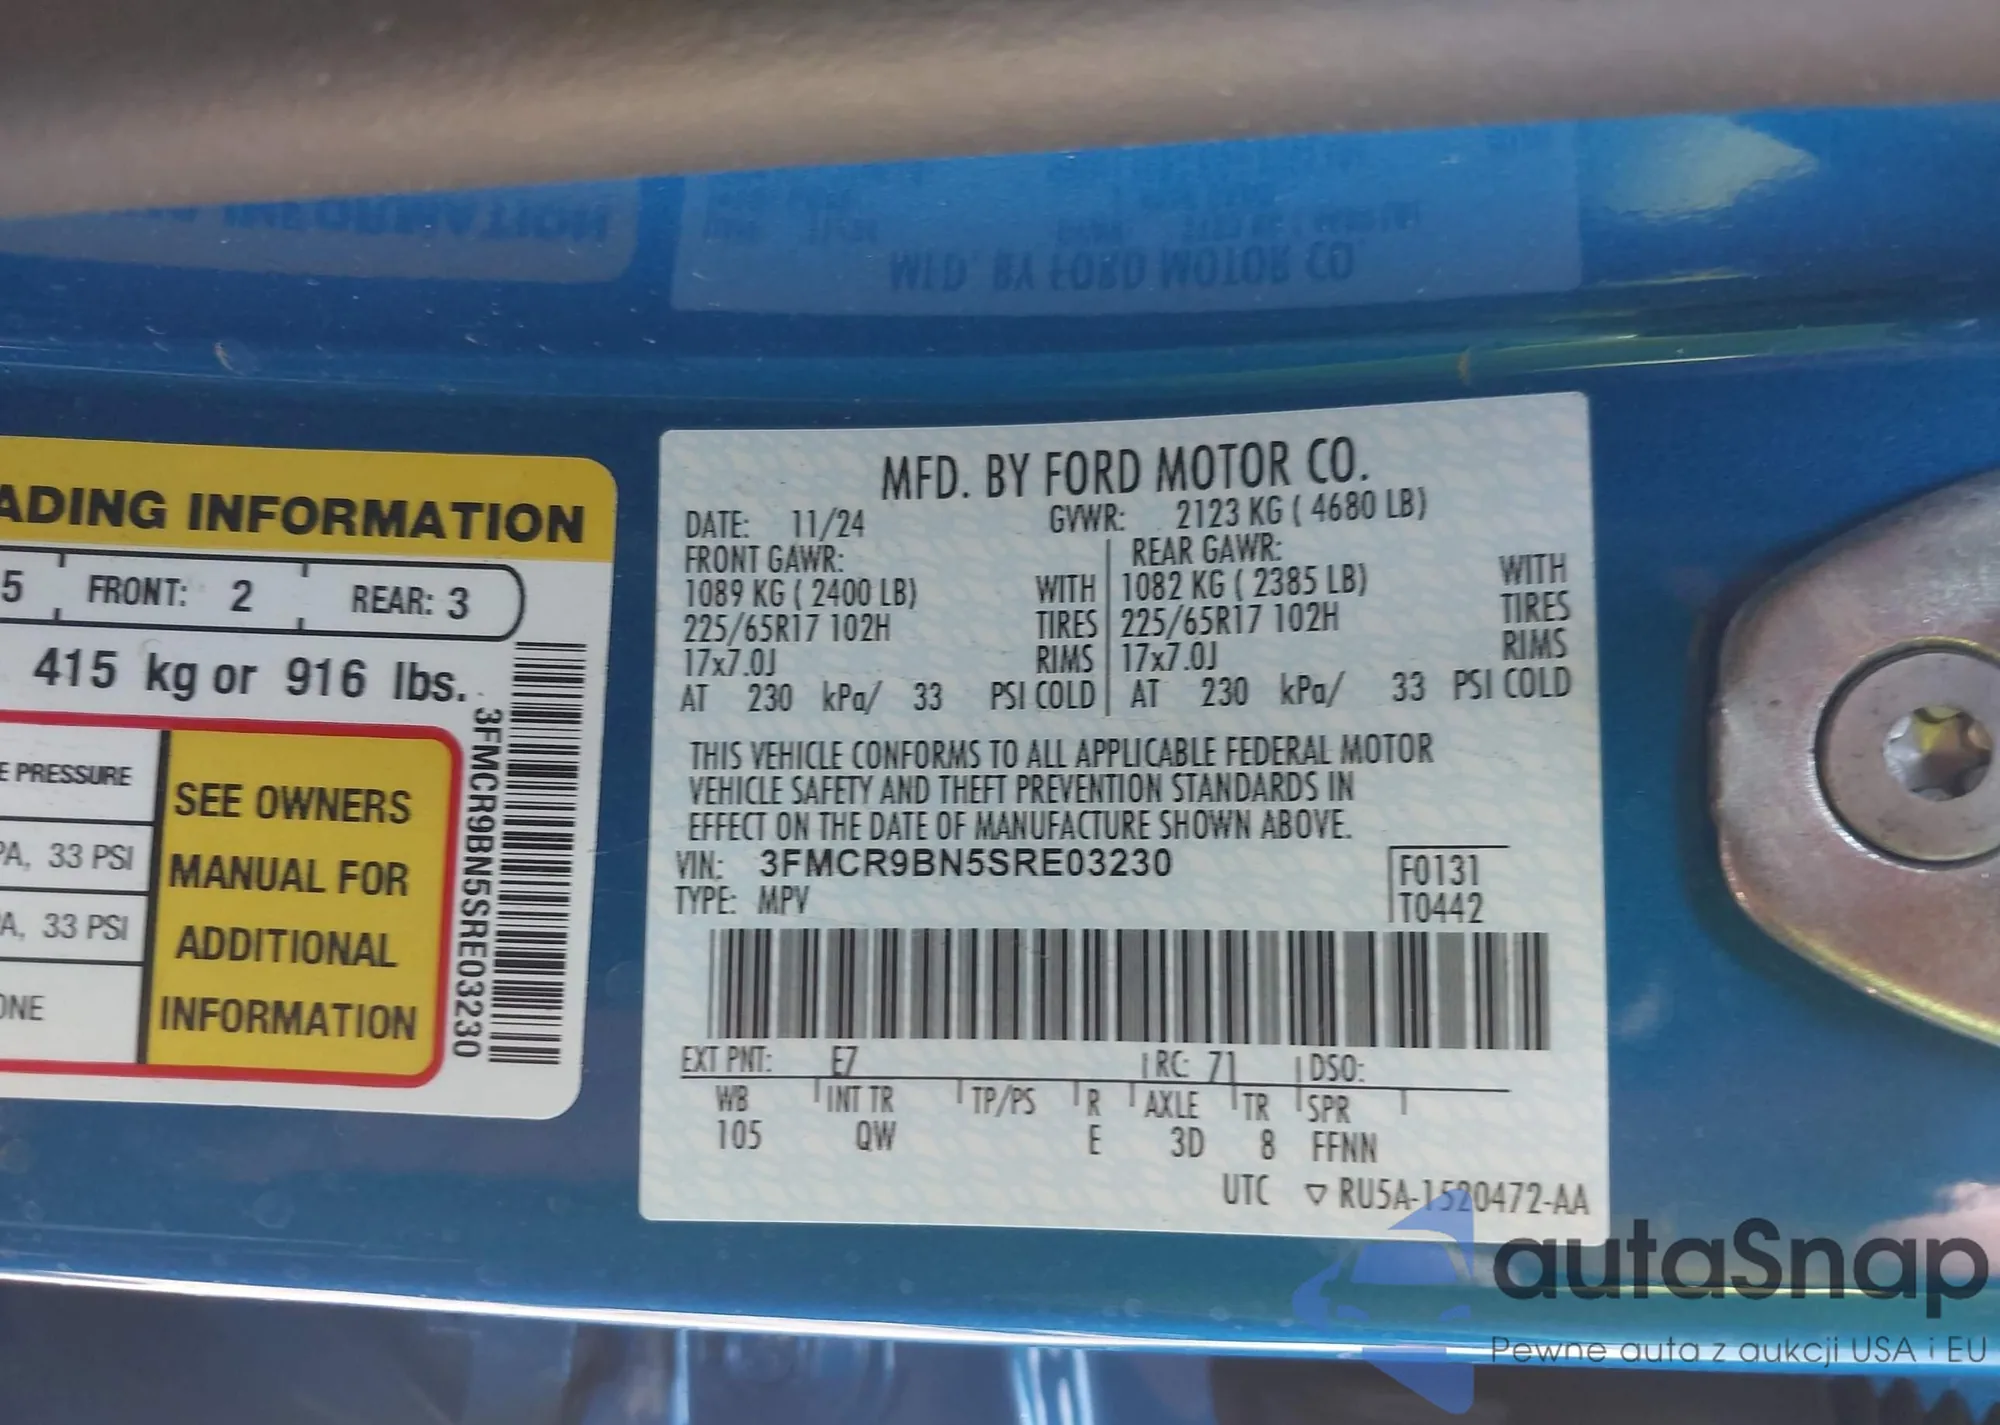 ADING INFORMATION
5 FRONT: 2 REAR: 3
415 kg or 916 lbs.
E PRESSURE
PA, 33 PSI
A, 33 PSI
ONE
SEE OWNERS
MANUAL FOR
ADDITIONAL
INFORMATION
3FMCR9BN5SRE03230
MFD. BY FORD MOTOR CO.
DATE: 11/24 GVWR: 2123 KG ( 4680 LB)
FRONT GAWR: REAR GAWR:
1089 KG ( 2400 LB) WITH 1082 KG ( 2385 LB) WITH
225/65R17 102H TIRES 225/65R17 102H TIRES
17x7.0J RIMS 17x7.0J RIMS
AT 230 kPa/ 33 PSI COLD AT 230 kPa/ 33 PSI COLD
THIS VEHICLE CONFORMS TO ALL APPLICABLE FEDERAL MOTOR
VEHICLE SAFETY AND THEFT PREVENTION STANDARDS IN
EFFECT ON THE DATE OF MANUFACTURE SHOWN ABOVE.
VIN: 3FMCR9BN5SRE03230 F0131
TYPE: MPV T0442
EXT PNT: E7 RC: 71 DSO:
WB INT TR TP/PS R AXLE TR SPR
105 QW E 3D 8 FFNN
UTC ▽ RU5A-1520472-AA
autaSnap
Pewne auta z aukcji USA i EU